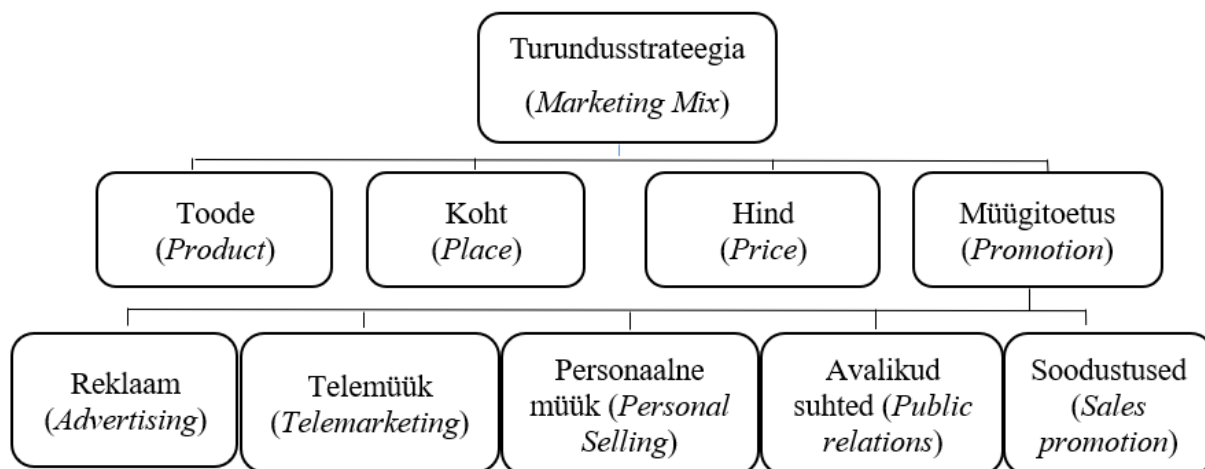 Turundusstrateegia
(Marketing Mix)
Toode
(Product)
Koht
(Place)
Hind
(Price)
Müügitoetus
(Promotion)
Reklaam
(Advertising)
Telemüük
(Telemarketing)
Personaalne
müük (Personal
Selling)
Avalikud
suhted (Public
relations)
Soodustused
(Sales
promotion)